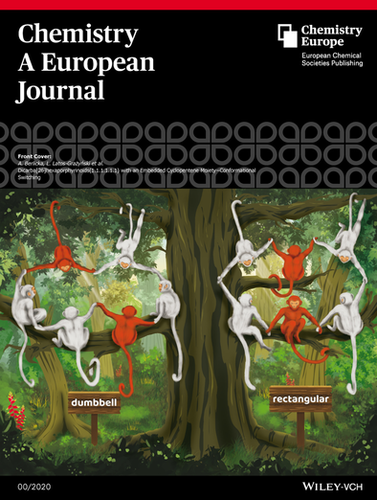 Chemistry
A European
Journal
Chemistry
Europe
European Chemical
Societies Publishing
Front Cover:
A. Berlicka, L. Latos-Grażyński et al.
Dicarba[26]hexaporphyrinoids(1.1.1.1.1.1) with an Embedded Cyclopentene Moiety–Conformational
Switching
dumbbell
rectangular
00/2020
WILEY-VCH